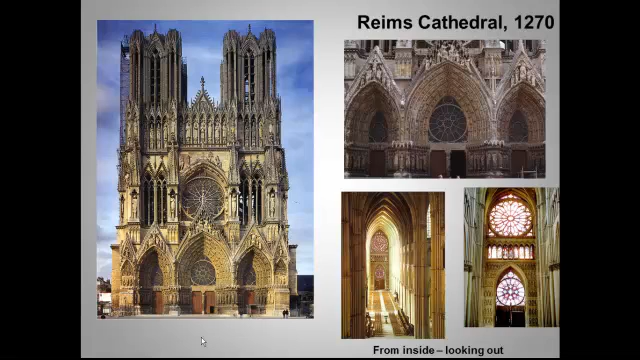 Reims Cathedral, 1270
From inside – looking out